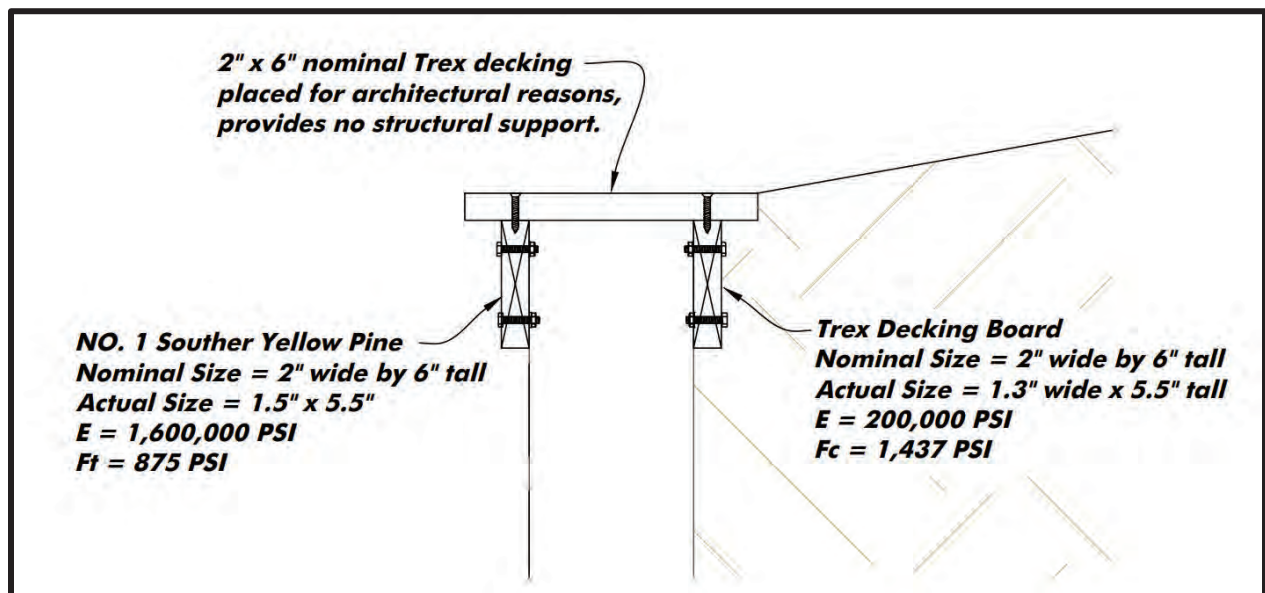 2" x 6" nominal Trex decking
placed for architectural reasons,
provides no structural support.
NO. 1 Souther Yellow Pine
Nominal Size = 2" wide by 6" tall
Actual Size = 1.5" x 5.5"
E = 1,600,000 PSI
Ft = 875 PSI
Trex Decking Board
Nominal Size = 2" wide by 6" tall
Actual Size = 1.3" wide x 5.5" tall
E = 200,000 PSI
Fc = 1,437 PSI